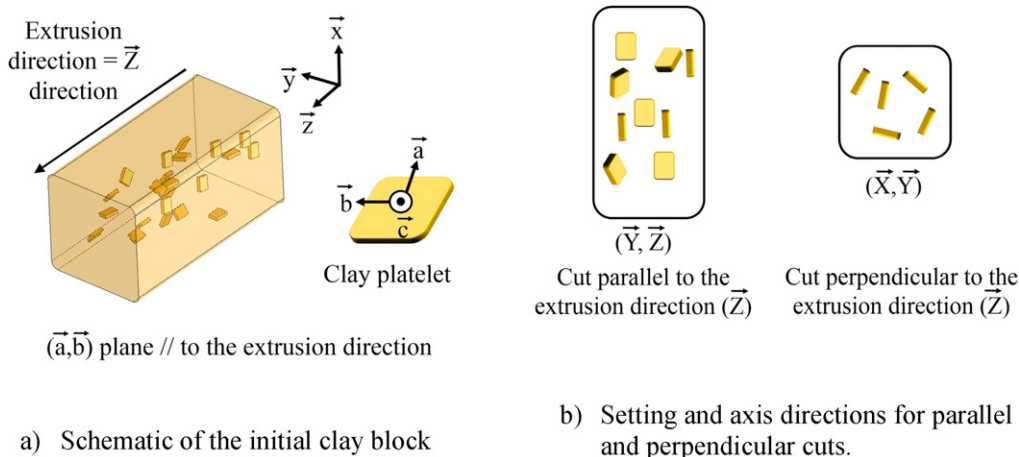 Extrusion
direction = Z⃗
direction
x⃗
y⃗
z⃗
a⃗
b⃗
c⃗
Clay platelet
(a⃗,b⃗) plane // to the extrusion direction
a) Schematic of the initial clay block
(Y⃗, Z⃗)
Cut parallel to the
extrusion direction (Z⃗)
(X⃗,Y⃗)
Cut perpendicular to the
extrusion direction (Z⃗)
b) Setting and axis directions for parallel
and perpendicular cuts.